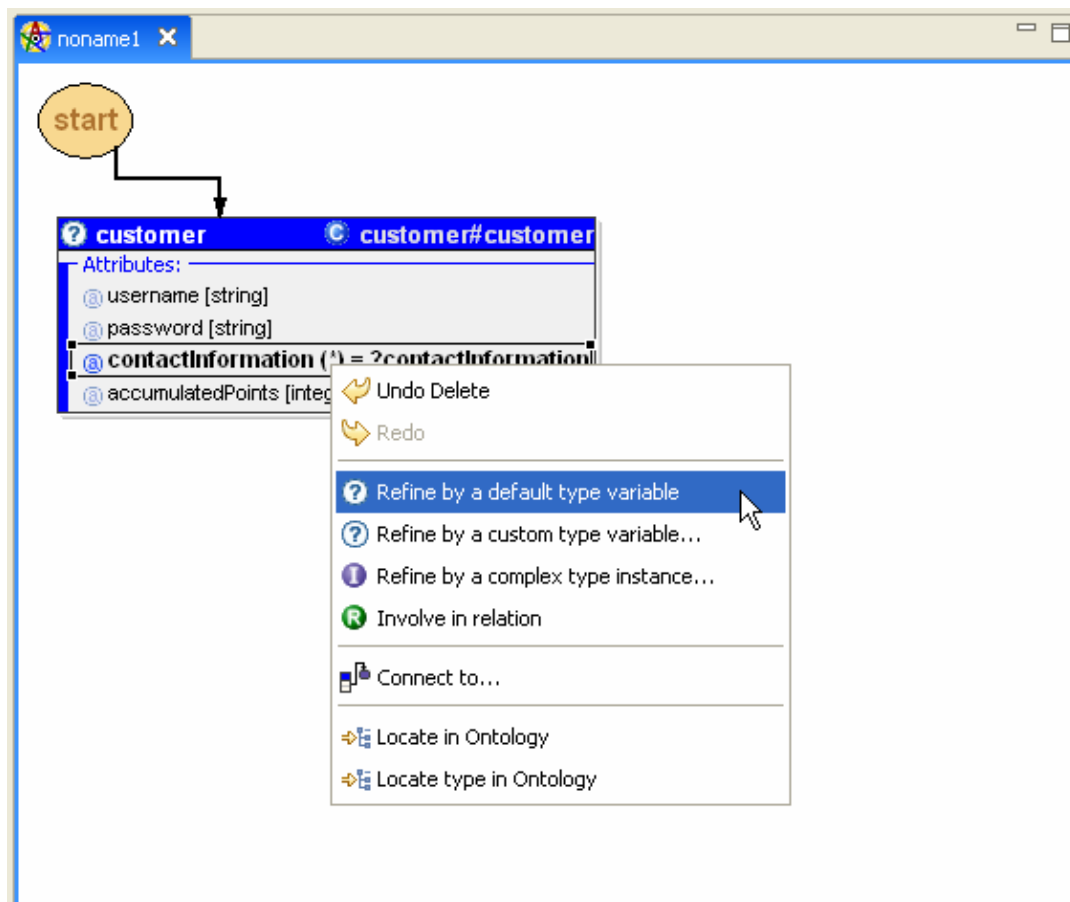 noname1
start
customer customer#customer
Attributes:
username [string]
password [string]
contactInformation (*) = ?contactInformation
accumulatedPoints [integ
Undo Delete
Redo
Refine by a default type variable
Refine by a custom type variable...
Refine by a complex type instance...
Involve in relation
Connect to...
Locate in Ontology
Locate type in Ontology